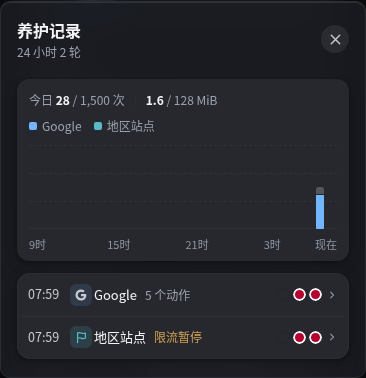 养护记录
24 小时 2 轮
今日 28 / 1,500 次 1.6 / 128 MiB
Google 地区站点
9时 15时 21时 3时 现在
07:59 G Google 5 个动作
07:59 地区站点 限流暂停